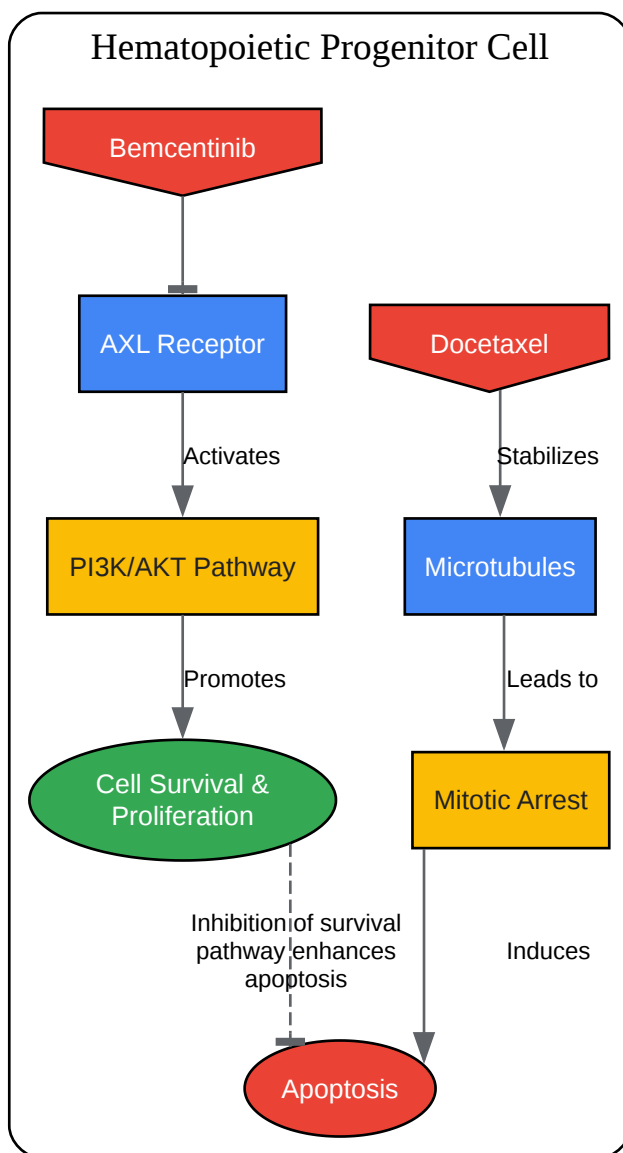 Hematopoietic Progenitor Cell
Bemcentinib
AXL Receptor
Docetaxel
Activates
Stabilizes
PI3K/AKT Pathway
Microtubules
Promotes
Leads to
Cell Survival &
Proliferation
Mitotic Arrest
Inhibition of survival
pathway enhances
apoptosis
Induces
Apoptosis